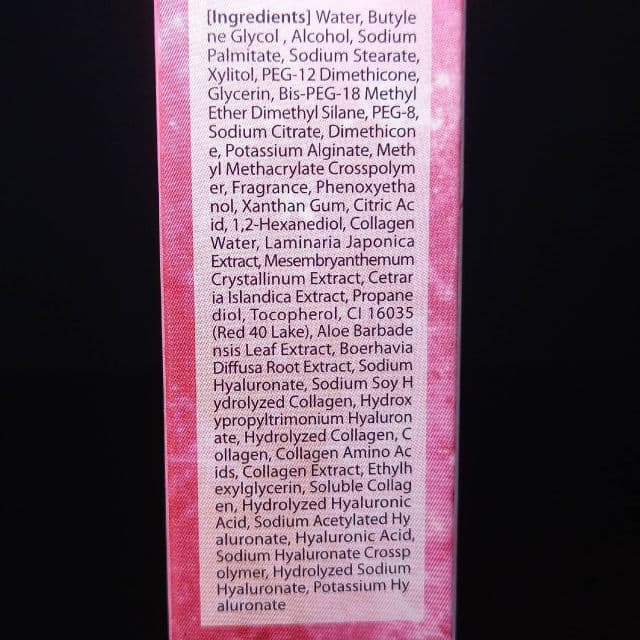 [Ingredients] Water, Butyle
ne Glycol , Alcohol, Sodium
Palmitate, Sodium Stearate,
Xylitol, PEG-12 Dimethicone,
Glycerin, Bis-PEG-18 Methyl
Ether Dimethyl Silane, PEG-8,
Sodium Citrate, Dimethicon
e, Potassium Alginate, Meth
yl Methacrylate Crosspolym
er, Fragrance, Phenoxyetha
nol, Xanthan Gum, Citric Ac
id, 1,2-Hexanediol, Collagen
Water, Laminaria Japonica
Extract, Mesembryanthemum
Crystallinum Extract, Cetrar
ia Islandica Extract, Propane
diol, Tocopherol, CI 16035
(Red 40 Lake), Aloe Barbade
nsis Leaf Extract, Boerhavia
Diffusa Root Extract, Sodium
Hyaluronate, Sodium Soy H
ydrolyzed Collagen, Hydrox
ypropyltrimonium Hyaluron
ate, Hydrolyzed Collagen, C
ollagen, Collagen Amino Ac
ids, Collagen Extract, Ethylh
exylglycerin, Soluble Collag
en, Hydrolyzed Hyaluronic
Acid, Sodium Acetylated Hy
aluronate, Hyaluronic Acid,
Sodium Hyaluronate Crossp
olymer, Hydrolyzed Sodium
Hyaluronate, Potassium Hy
aluronate